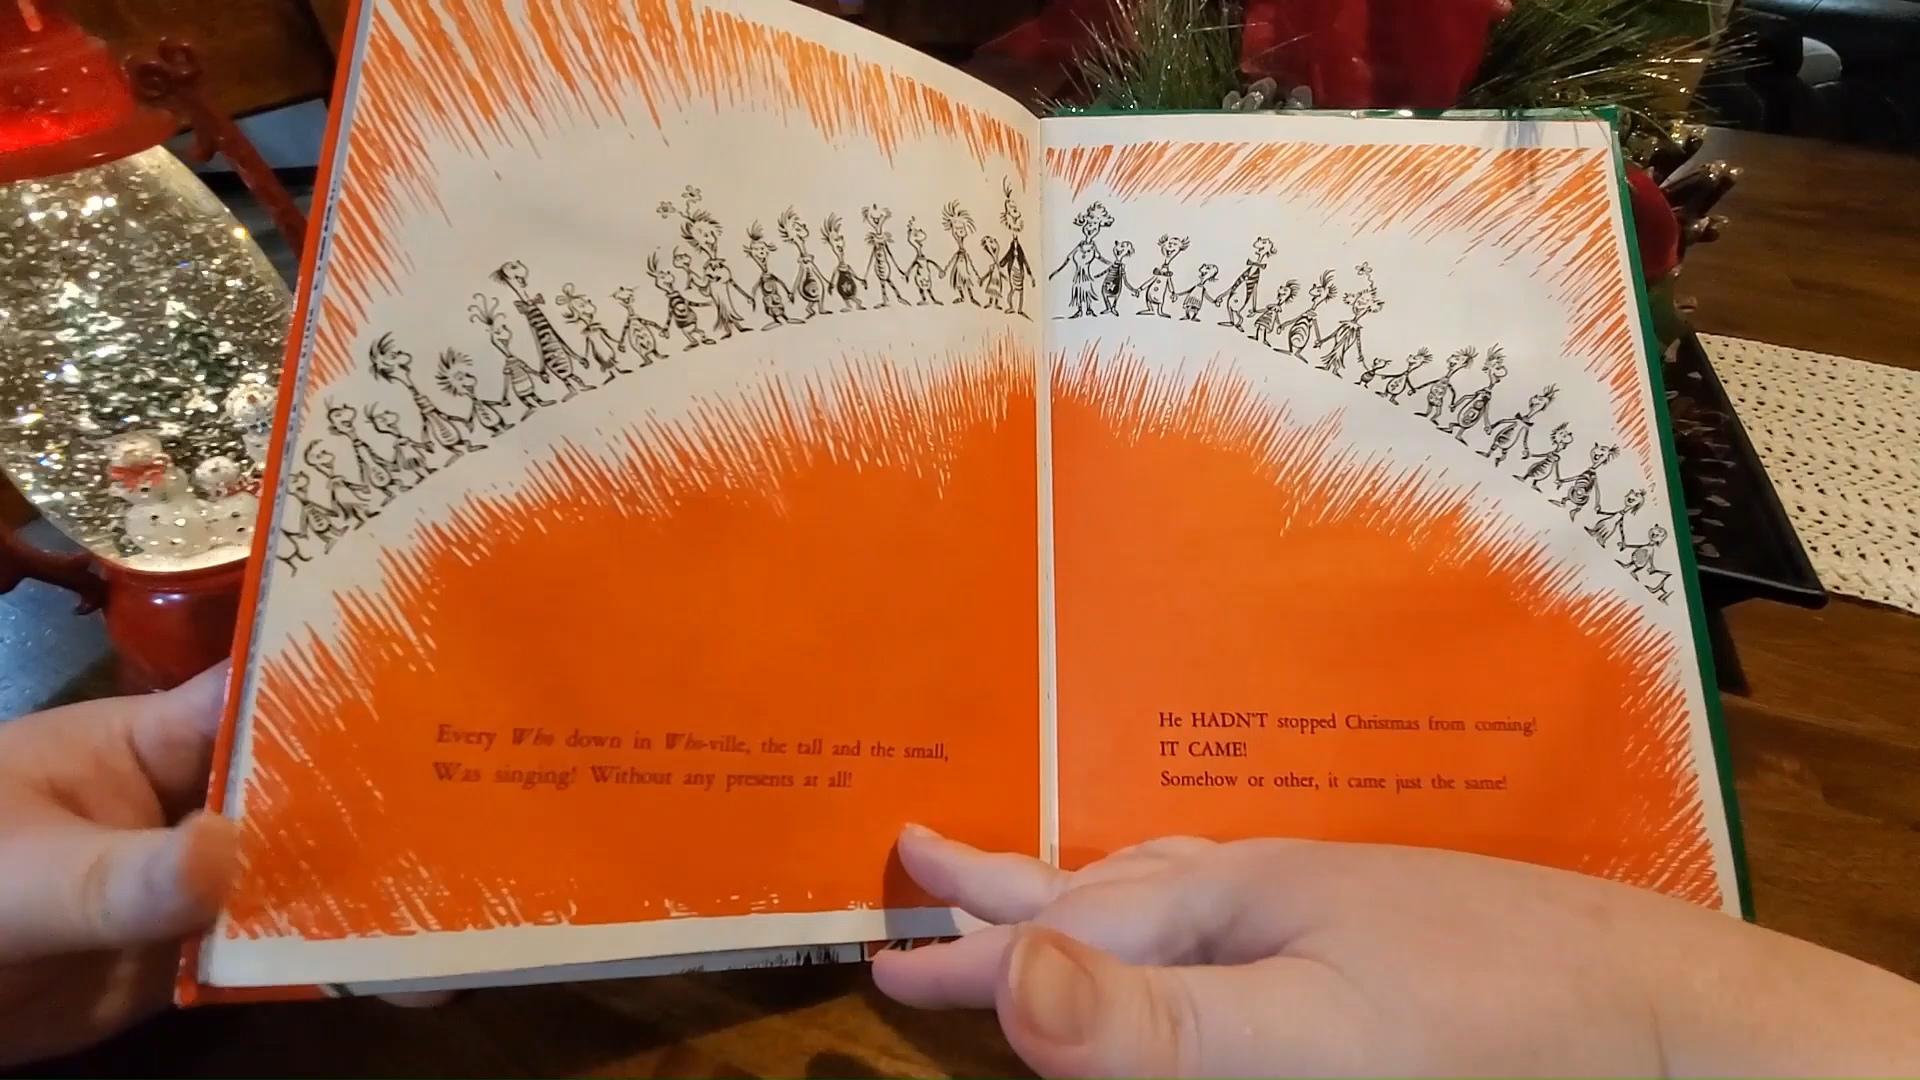 Every Who down in Who-ville, the tall and the small,
Was singing! Without any presents at all!
He HADN'T stopped Christmas from coming!
IT CAME!
Somehow or other, it came just the same!